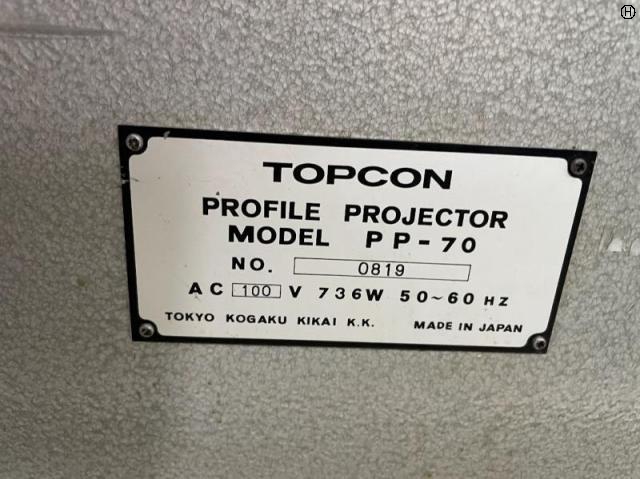 TOPCON
PROFILE PROJECTOR
MODEL PP-70
NO. 0819
AC 100 V 736W 50~60 HZ
TOKYO KOGAKU KIKAI K.K. MADE IN JAPAN
H